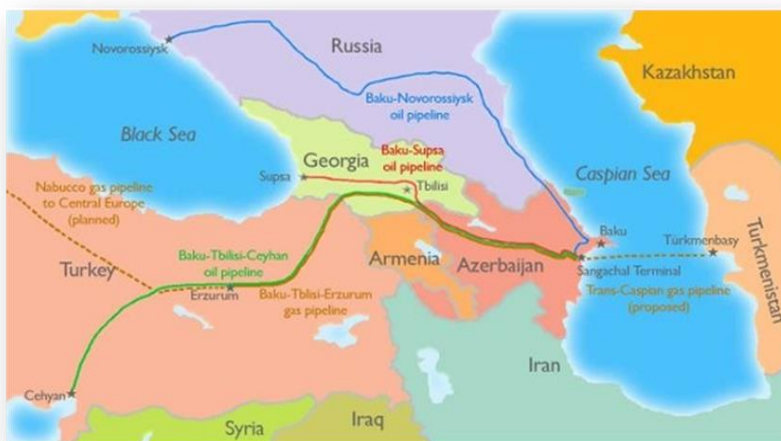 Novorossiysk
Russia
Kazakhstan
Baku-Novorossiysk
oil pipeline
Black Sea
Georgia
Baku-Supsa
oil pipeline
Caspian Sea
Supsa
Tbilisi
Nabucco gas pipeline
to Central Europe
(planned)
Baku
Türkmenbasy
Turkmenistan
Turkey
Baku-Tbilisi-Ceyhan
oil pipeline
Armenia
Azerbaijan
Sangachal Terminal
Erzurum
Baku-Tblisi-Erzurum
gas pipeline
Trans-Caspian gas pipeline
(proposed)
Iran
Cehyan
Syria
Iraq